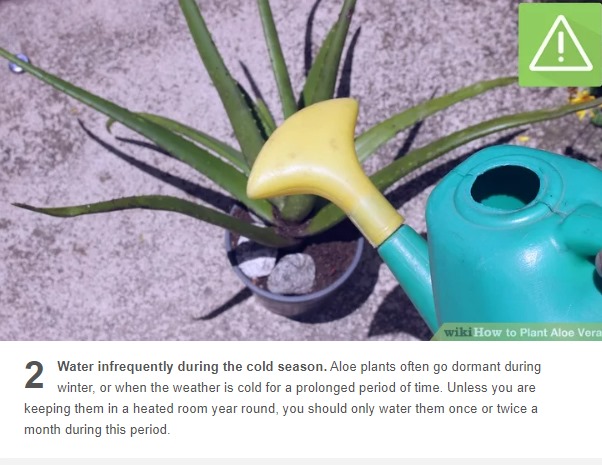 wikiHow to Plant Aloe Vera
2 Water infrequently during the cold season. Aloe plants often go dormant during
winter, or when the weather is cold for a prolonged period of time. Unless you are
keeping them in a heated room year round, you should only water them once or twice a
month during this period.